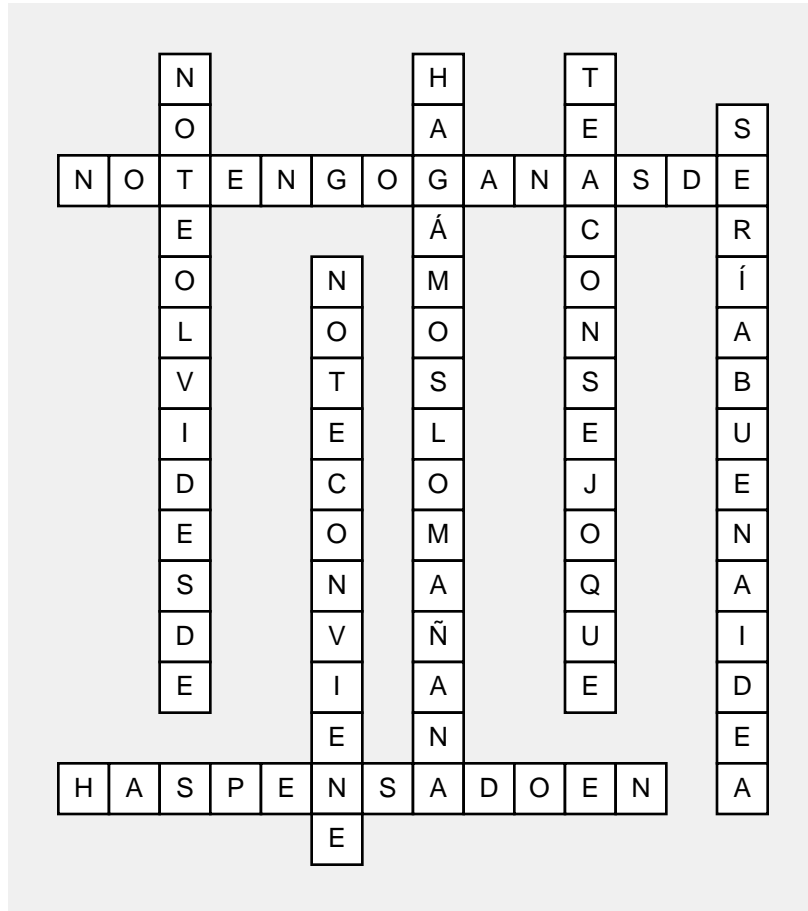 NOTEOLVIDESDE
HAGÁMOSLOMAÑANA
TEACONSEJOQUE
SERÍABUENAIDEA
NOTENGOGANASDE
NOTECONVIENE
HASPENSADOEN